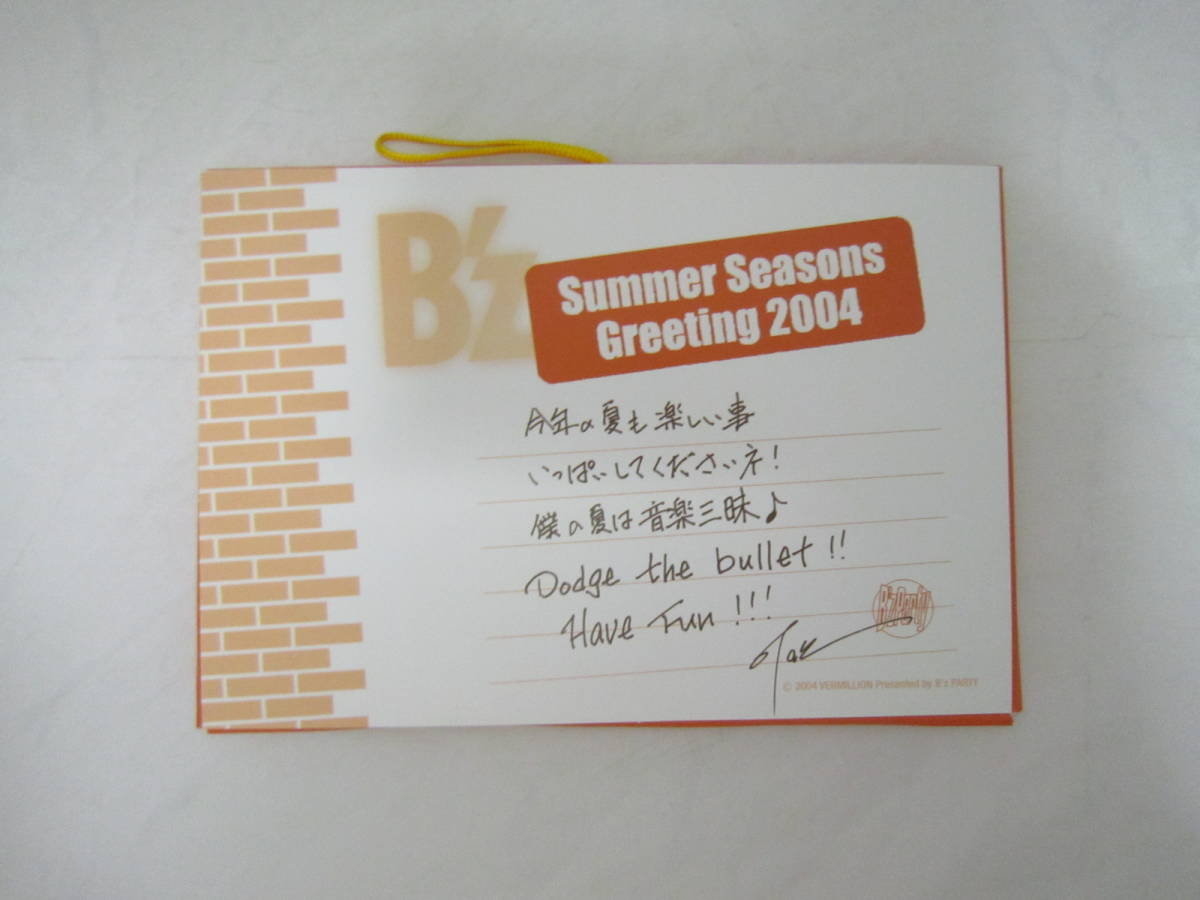 B'z
Summer Seasons
Greeting 2004
今年の夏も楽しい事
いっぱいしてくださいネ!
僕の夏は音楽三昧♪
Dodge the bullet!!
Have Fun!!!
Tak
B'z Party
© 2004 VERMILLION Presented by B'z PARTY